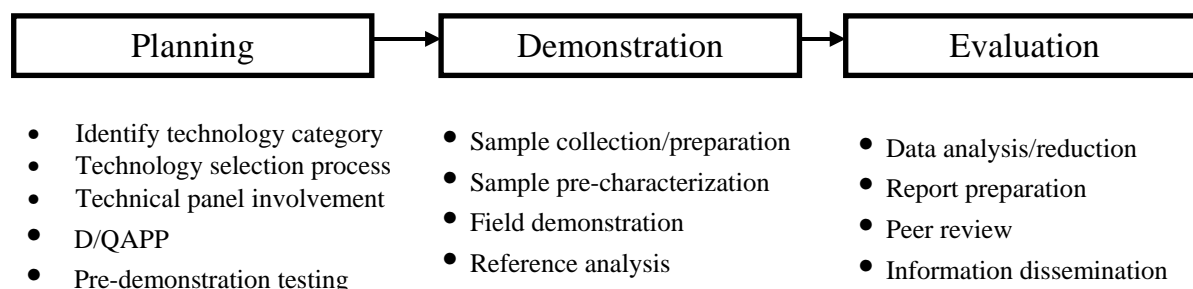 Planning
Demonstration
Evaluation
• Identify technology category
• Technology selection process
• Technical panel involvement
• D/QAPP
• Pre-demonstration testing
• Sample collection/preparation
• Sample pre-characterization
• Field demonstration
• Reference analysis
• Data analysis/reduction
• Report preparation
• Peer review
• Information dissemination